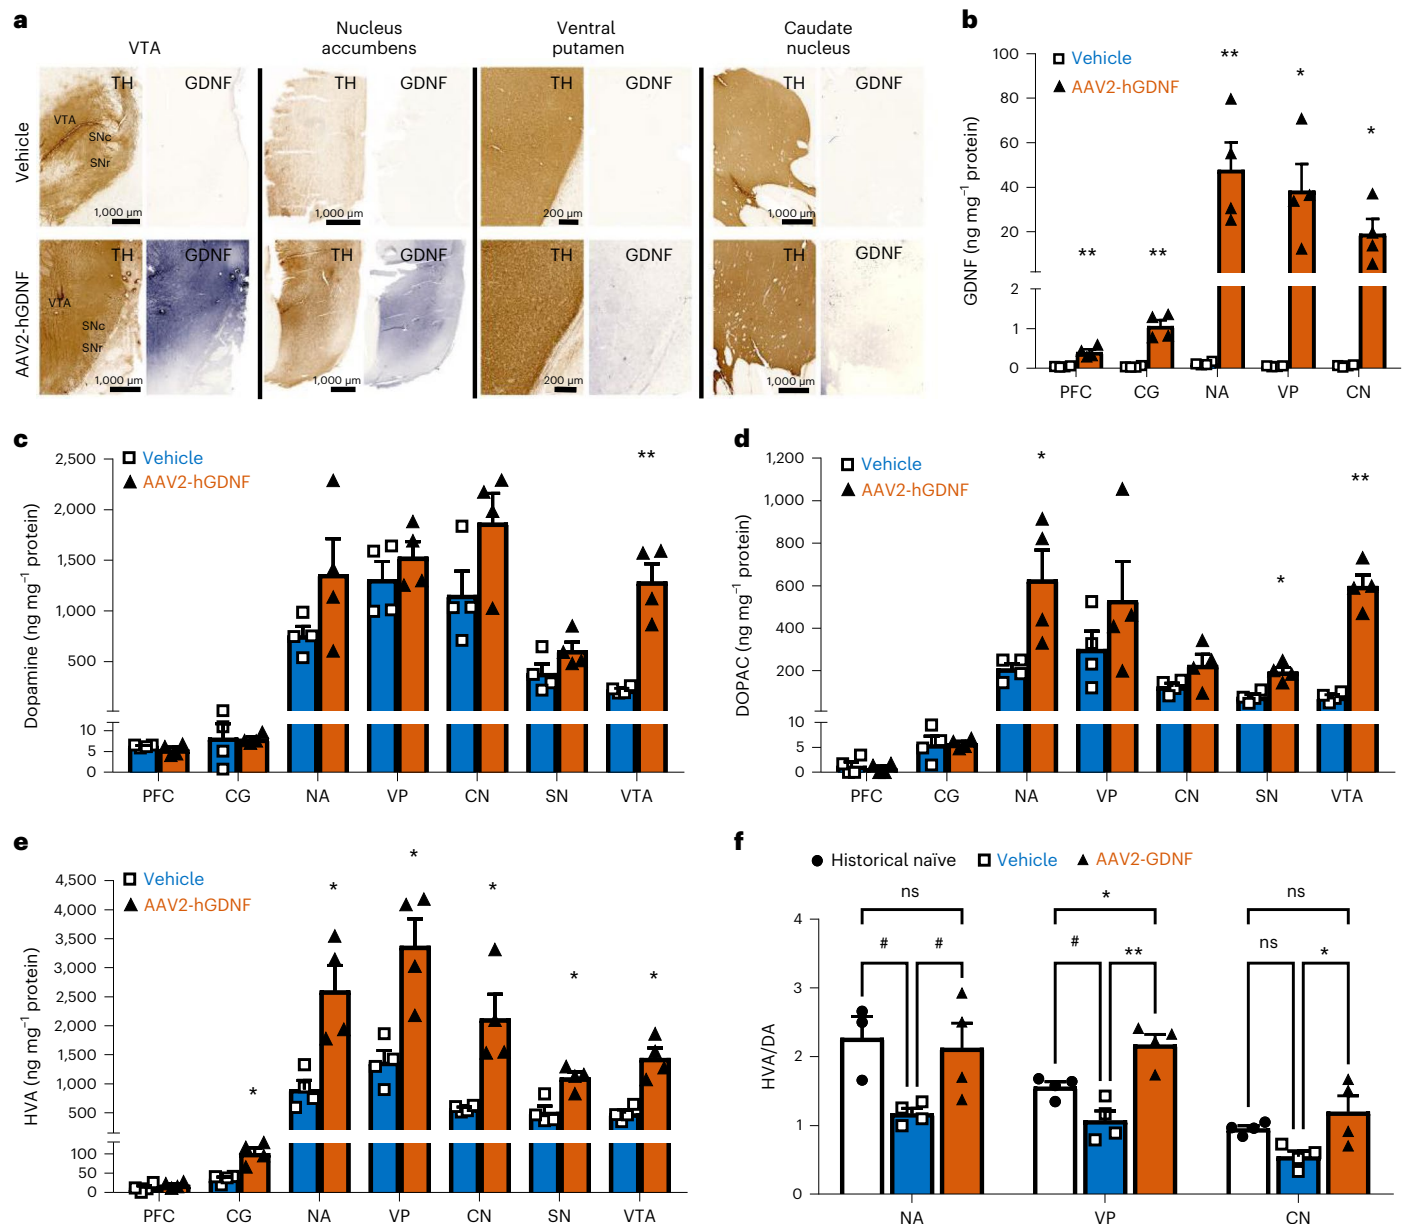 a
VTA
Nucleus
accumbens
Ventral
putamen
Caudate
nucleus
Vehicle
TH
GDNF
TH
GDNF
TH
GDNF
TH
GDNF
VTA
SNc
SNr
1,000 µm
1,000 µm
200 µm
1,000 µm
AAV2-hGDNF
TH
GDNF
TH
GDNF
TH
GDNF
TH
GDNF
VTA
SNc
SNr
1,000 µm
1,000 µm
200 µm
1,000 µm
b
Vehicle
AAV2-hGDNF
GDNF (ng mg⁻¹ protein)
100
80
60
40
20
2
1
0
**
**
**
*
*
PFC CG NA VP CN
c
Vehicle
AAV2-hGDNF
Dopamine (ng mg⁻¹ protein)
2,500
2,000
1,500
1,000
500
10
5
0
**
PFC CG NA VP CN SN VTA
d
Vehicle
AAV2-hGDNF
DOPAC (ng mg⁻¹ protein)
1,200
1,000
800
600
400
200
10
5
0
*
*
**
PFC CG NA VP CN SN VTA
e
Vehicle
AAV2-hGDNF
HVA (ng mg⁻¹ protein)
4,500
4,000
3,500
3,000
2,500
2,000
1,500
1,000
500
100
50
0
*
*
*
*
*
*
PFC CG NA VP CN SN VTA
f
Historical naïve Vehicle AAV2-GDNF
HVA/DA
4
3
2
1
0
ns * ns
# # # ** ns *
NA VP CN